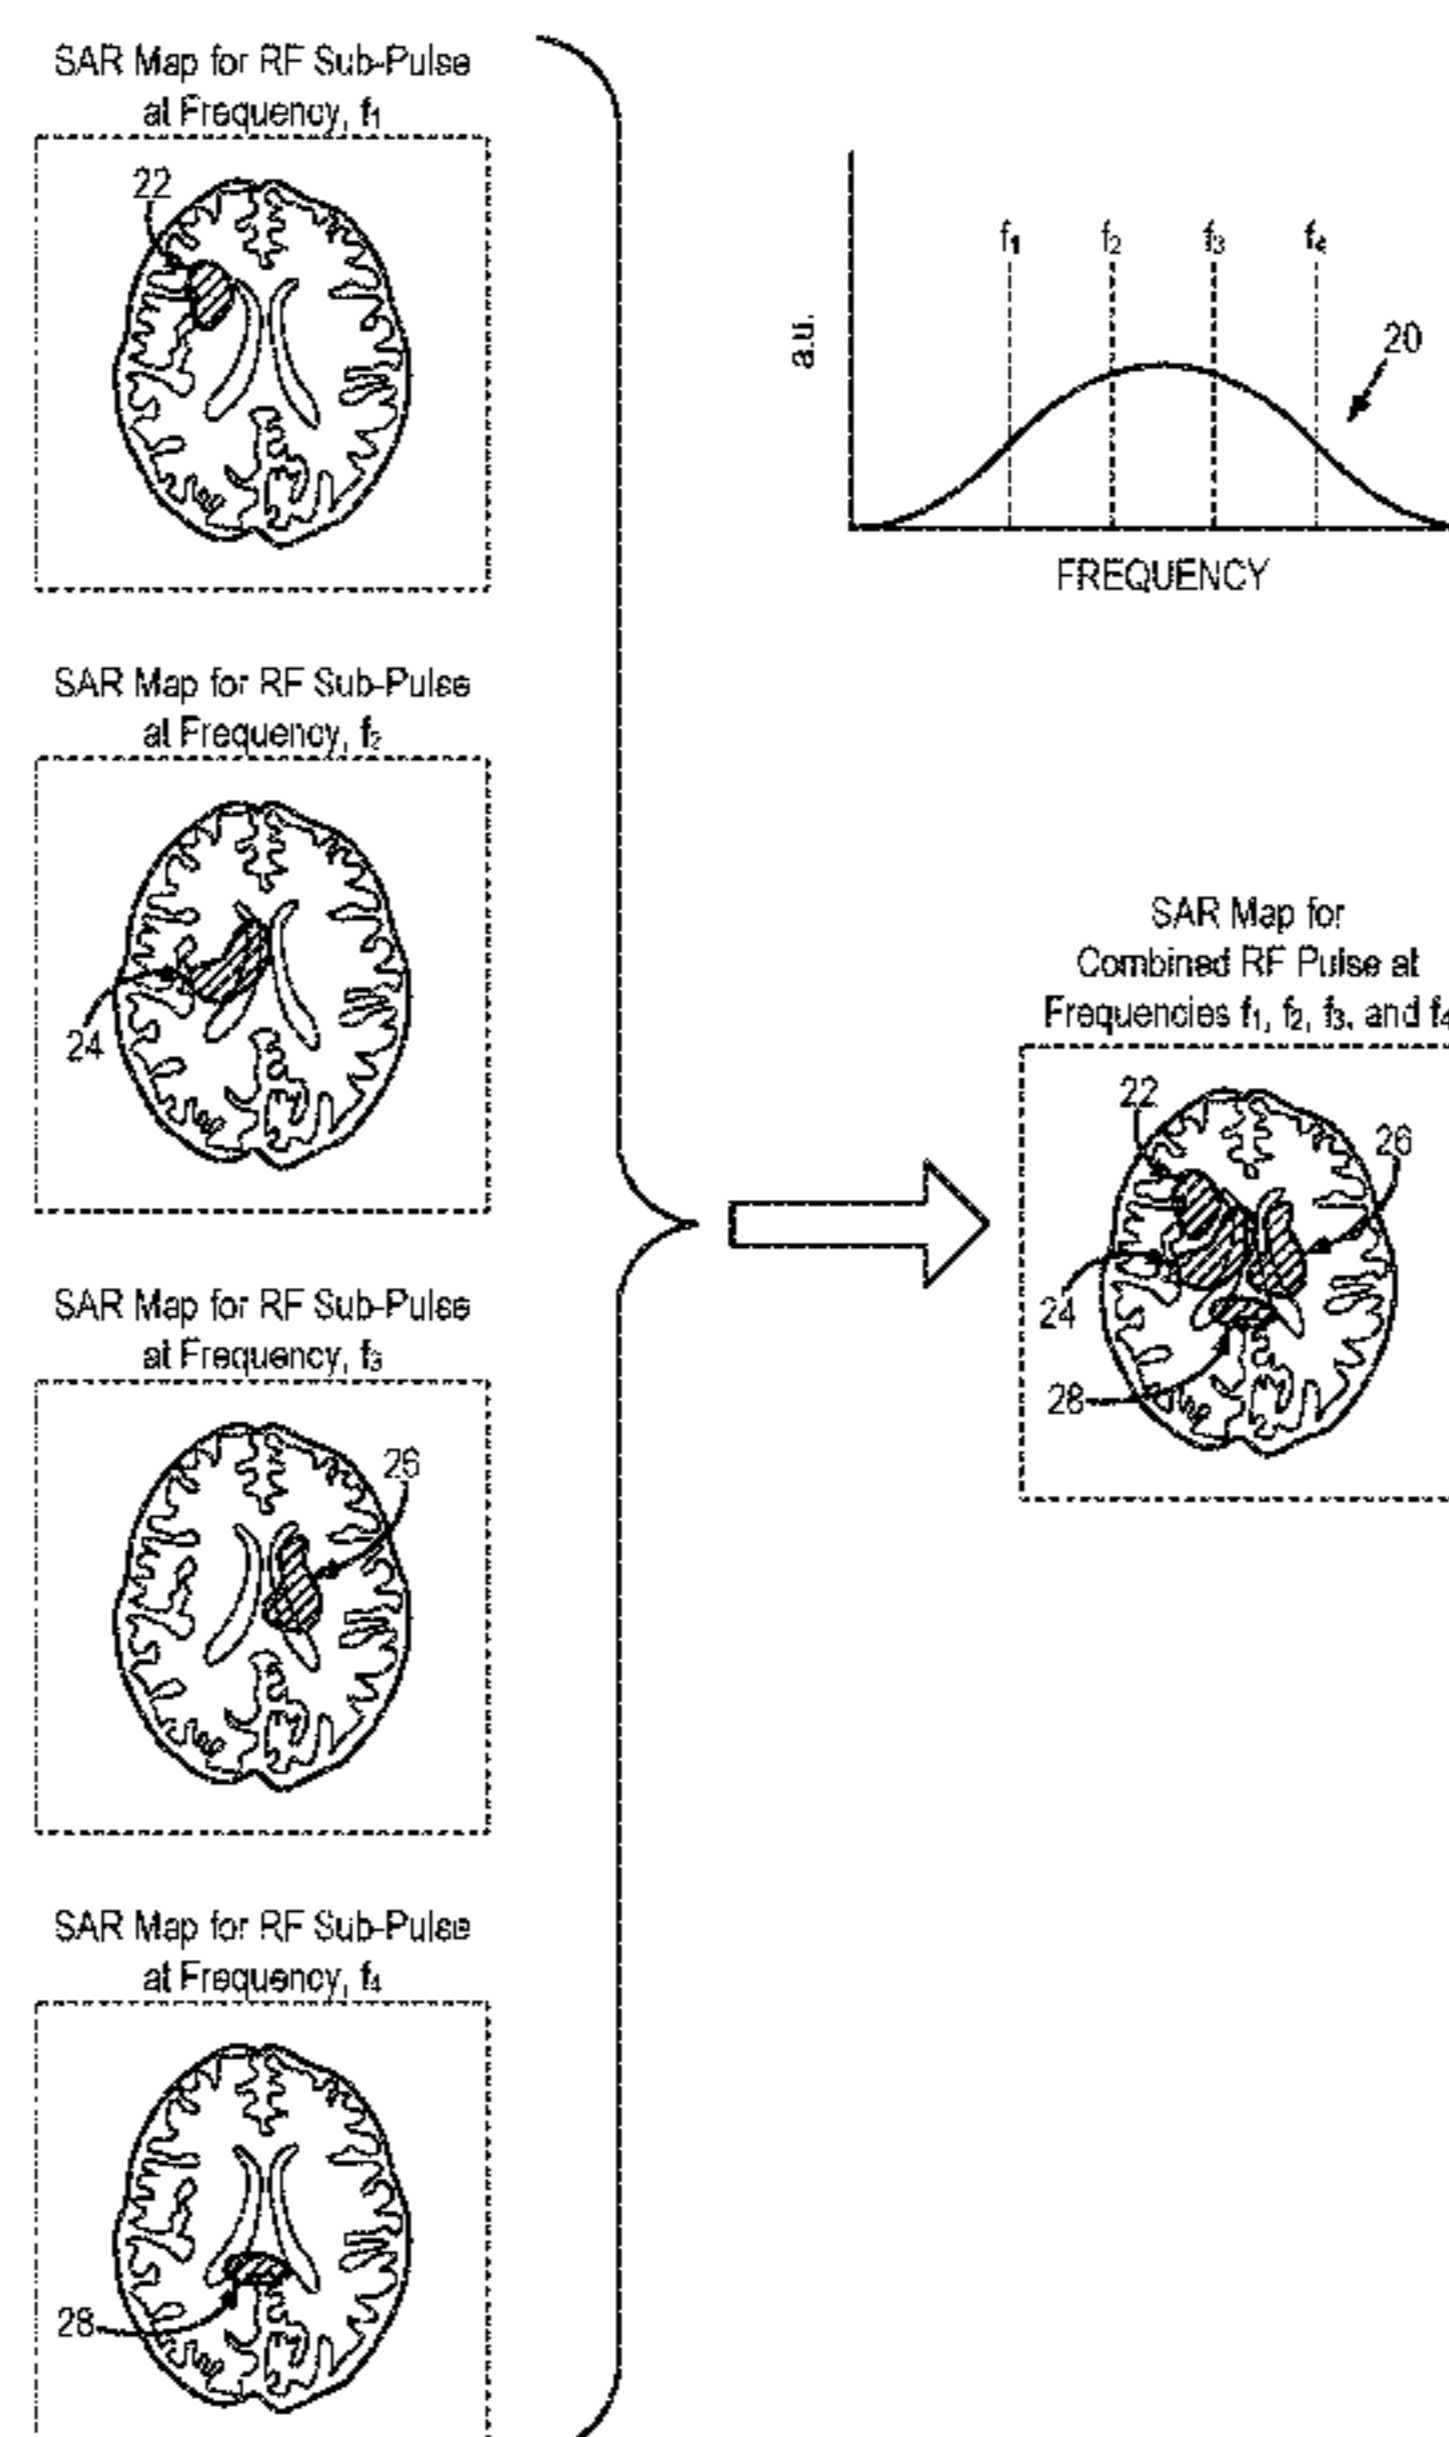 SAR Map for RF Sub-Pulse
at Frequency, f₁
22
SAR Map for RF Sub-Pulse
at Frequency, f₂
24
SAR Map for RF Sub-Pulse
at Frequency, f₃
26
SAR Map for RF Sub-Pulse
at Frequency, f₄
28
f₁ f₂ f₃ f₄
20
a.u.
FREQUENCY
SAR Map for
Combined RF Pulse at
Frequencies f₁, f₂, f₃, and f₄
22
26
24
28